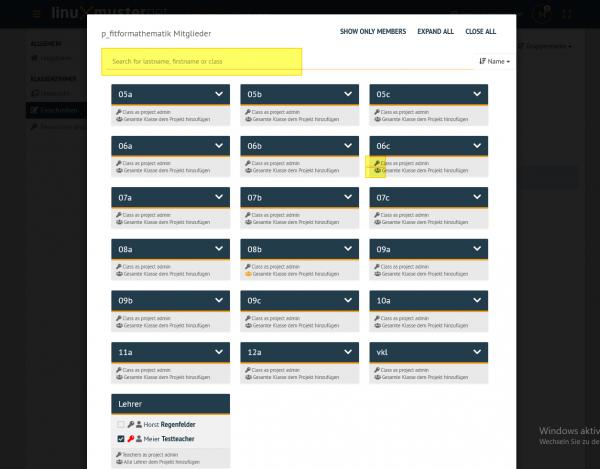 linuxmuster.net
p_fitformathematik Mitglieder
SHOW ONLY MEMBERS EXPAND ALL CLOSE ALL
Search for lastname, firstname or class
Name
05a 05b 05c
Class as project admin Class as project admin Class as project admin
Gesamte Klasse dem Projekt hinzufügen Gesamte Klasse dem Projekt hinzufügen Gesamte Klasse dem Projekt hinzufügen
06a 06b 06c
Class as project admin Class as project admin Class as project admin
Gesamte Klasse dem Projekt hinzufügen Gesamte Klasse dem Projekt hinzufügen Gesamte Klasse dem Projekt hinzufügen
07a 07b 07c
Class as project admin Class as project admin Class as project admin
Gesamte Klasse dem Projekt hinzufügen Gesamte Klasse dem Projekt hinzufügen Gesamte Klasse dem Projekt hinzufügen
08a 08b 09a
Class as project admin Class as project admin Class as project admin
Gesamte Klasse dem Projekt hinzufügen Gesamte Klasse dem Projekt hinzufügen Gesamte Klasse dem Projekt hinzufügen
09b 09c 10a
Class as project admin Class as project admin Class as project admin
Gesamte Klasse dem Projekt hinzufügen Gesamte Klasse dem Projekt hinzufügen Gesamte Klasse dem Projekt hinzufügen
11a 12a vkl
Class as project admin Class as project admin Class as project admin
Gesamte Klasse dem Projekt hinzufügen Gesamte Klasse dem Projekt hinzufügen Gesamte Klasse dem Projekt hinzufügen
Lehrer
Horst Regenfelder
Meier Testteacher
Teachers as project admin
Alle Lehrer dem Projekt hinzufügen
Windows aktiv
Wechseln Sie zu de